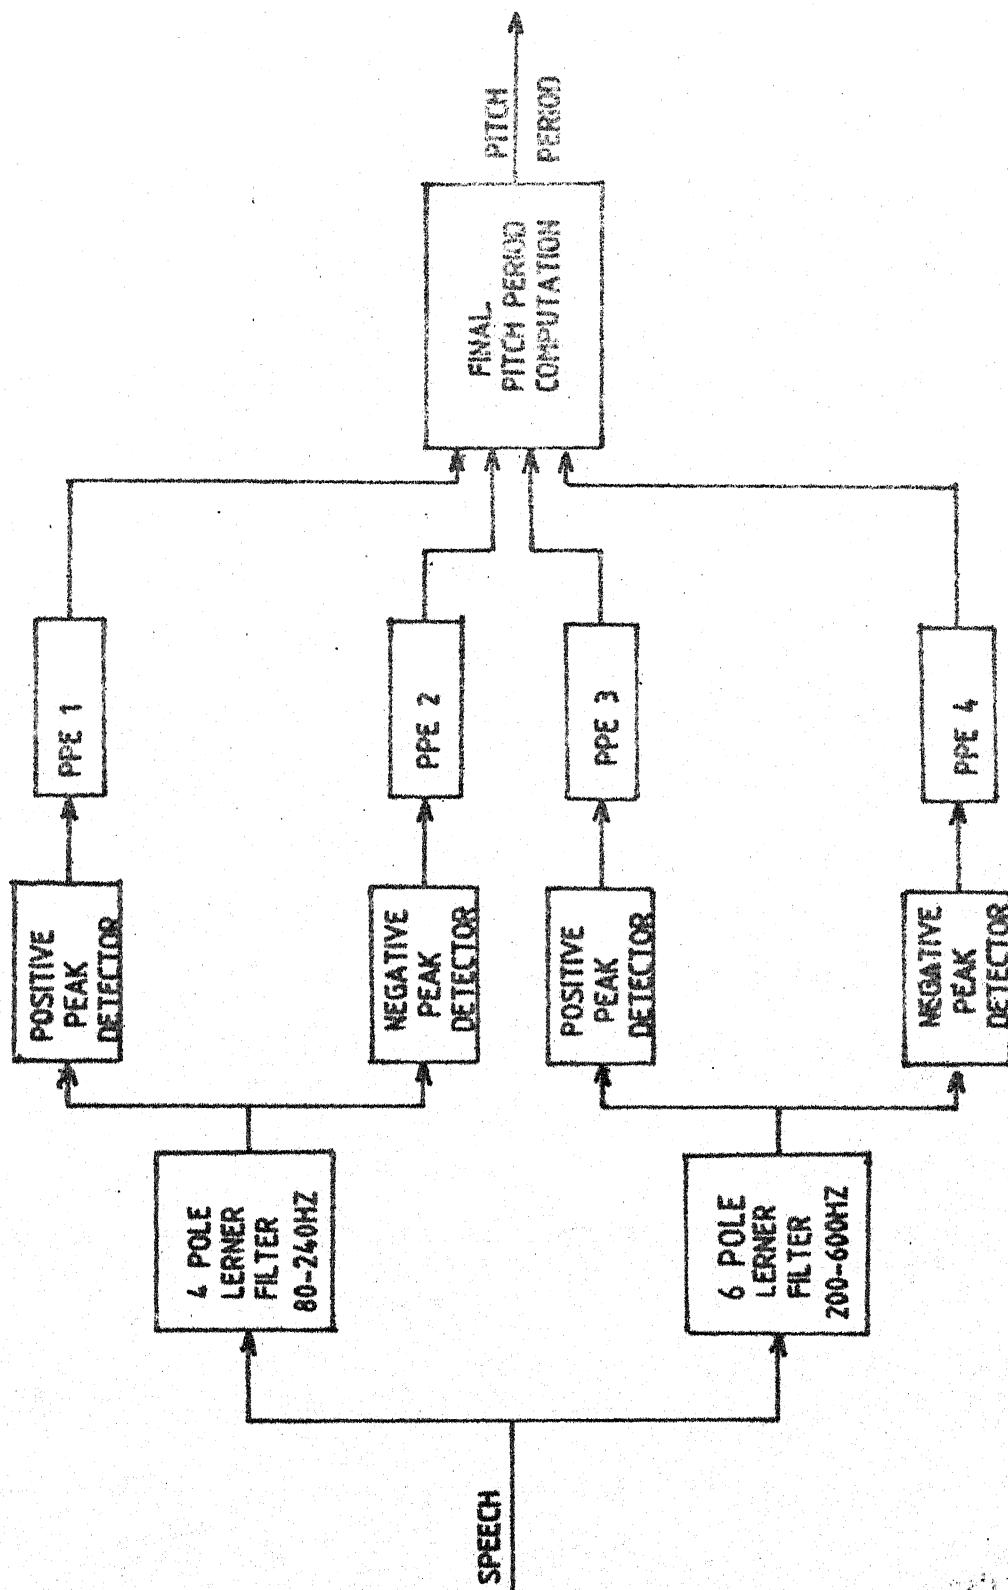 SPEECH
4 POLE
LERNER
FILTER
80-240HZ
6 POLE
LERNER
FILTER
200-600HZ
POSITIVE
PEAK
DETECTOR
NEGATIVE
PEAK
DETECTOR
POSITIVE
PEAK
DETECTOR
NEGATIVE
PEAK
DETECTOR
PPE 1
PPE 2
PPE 3
PPE 4
FINAL
PITCH PERIOD
COMPUTATION
PITCH
PERIOD